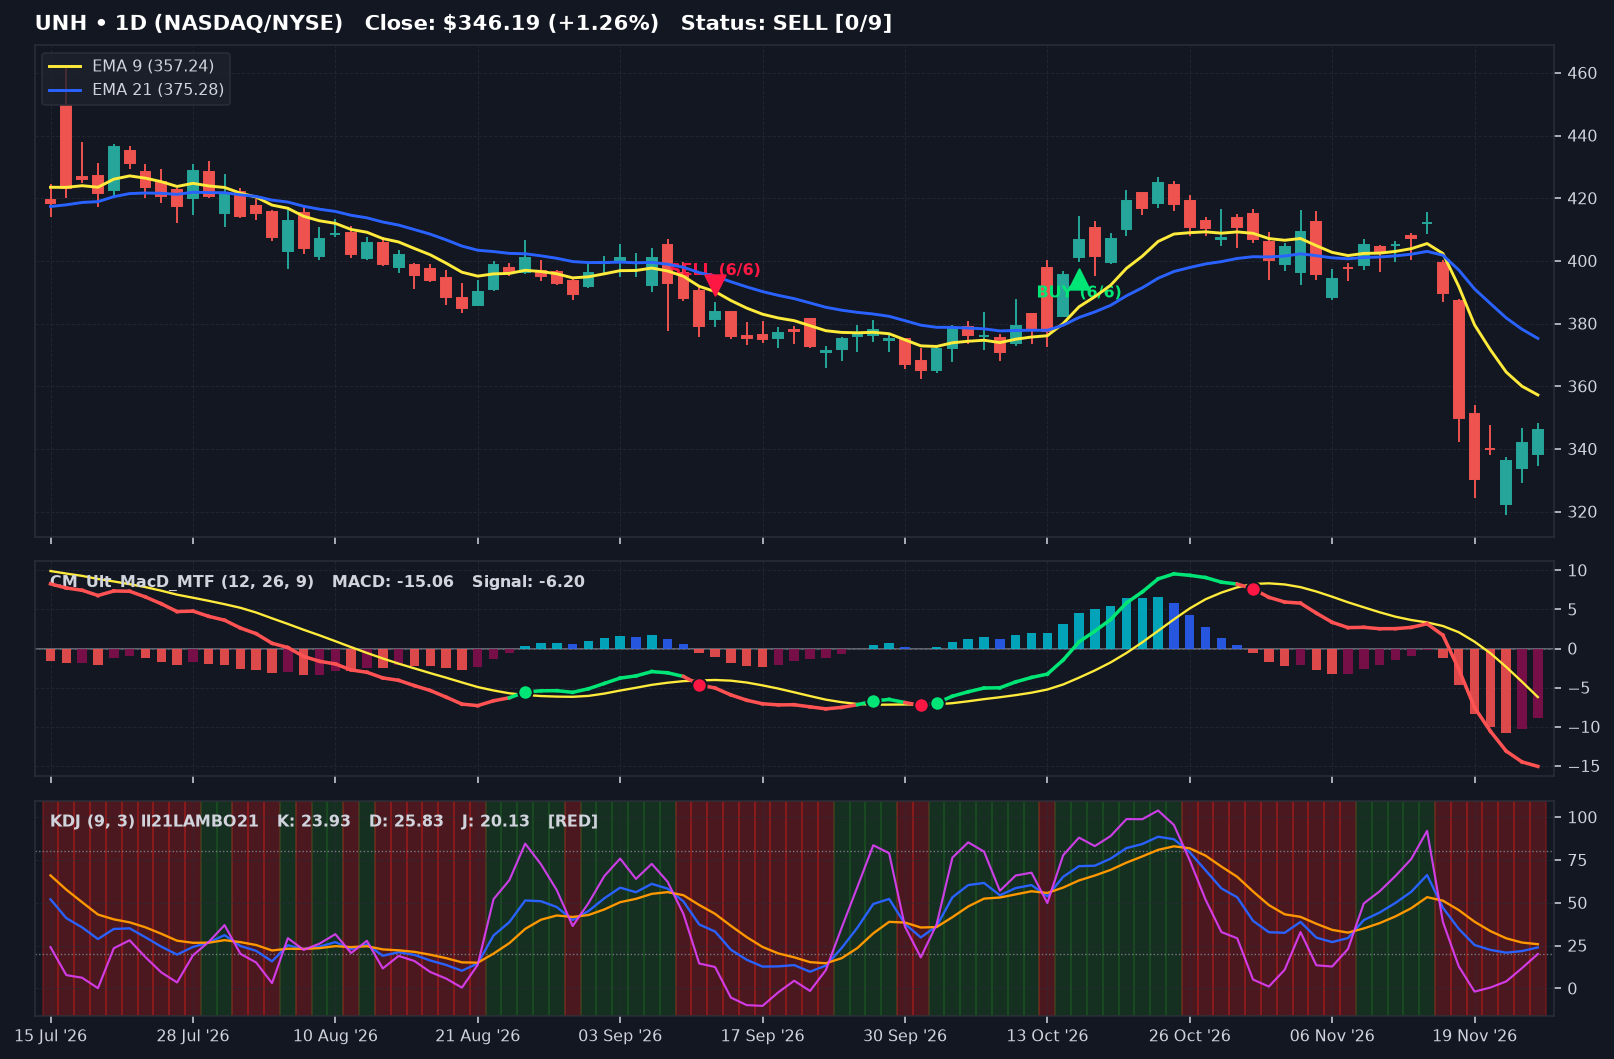 UNH • 1D (NASDAQ/NYSE)   Close: $346.19 (+1.26%)   Status: SELL [0/9]
EMA 9 (357.24)
EMA 21 (375.28)
460
440
420
400
380
360
340
320
SELL (6/6)
BUY (6/6)
CM_Ult_MacD_MTF (12, 26, 9)   MACD: -15.06   Signal: -6.20
10
5
0
−5
−10
−15
KDJ (9, 3) II21LAMBO21   K: 23.93   D: 25.83   J: 20.13   [RED]
100
75
50
25
0
15 Jul '26
28 Jul '26
10 Aug '26
21 Aug '26
03 Sep '26
17 Sep '26
30 Sep '26
13 Oct '26
26 Oct '26
06 Nov '26
19 Nov '26